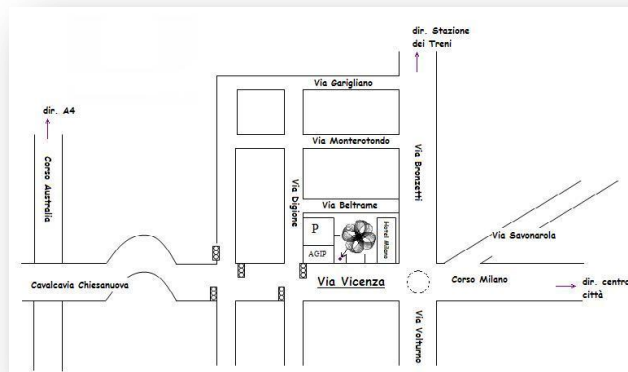 dir. Stazione
dei Treni
Via Garigliano
dir. A4
Via Monterotondo
Corso Australia
Via Digione
Via Bronzetti
Via Beltrame
P
Hotel Milano
Via Savonarola
AGIP
Cavalcavia Chiesanuova
Via Vicenza
Corso Milano
dir. centro
città
Via Volturno